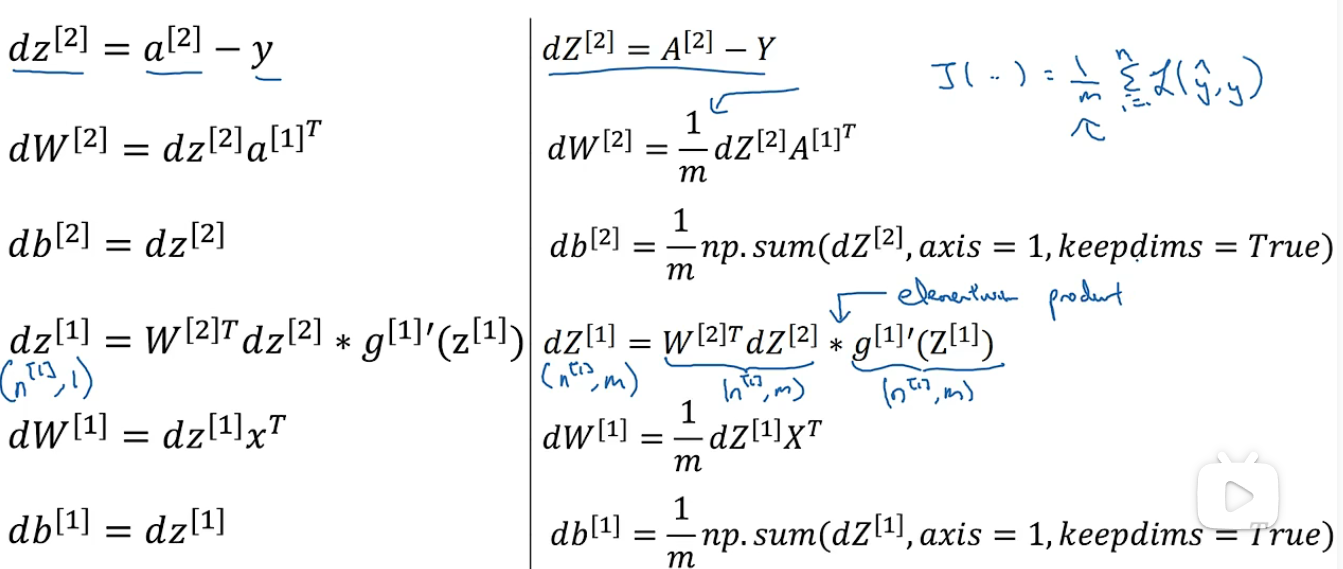 dz^[2] = a^[2] − y
dW^[2] = dz^[2]a^[1]^T
db^[2] = dz^[2]
dz^[1] = W^[2]T dz^[2] * g^[1]′(z^[1])
(n^[1], 1)
dW^[1] = dz^[1]x^T
db^[1] = dz^[1]
dZ^[2] = A^[2] − Y
J(..) = 1/m Σ_{i=1}^n L(ŷ, y)
dW^[2] = 1/m dZ^[2]A^[1]^T
db^[2] = 1/m np.sum(dZ^[2], axis = 1, keepdims = True)
elementwise product
dZ^[1] = W^[2]T dZ^[2] * g^[1]′(Z^[1])
(n^[1], m) (n^[1], m) (n^[1], m)
dW^[1] = 1/m dZ^[1]X^T
db^[1] = 1/m np.sum(dZ^[1], axis = 1, keepdims = True)